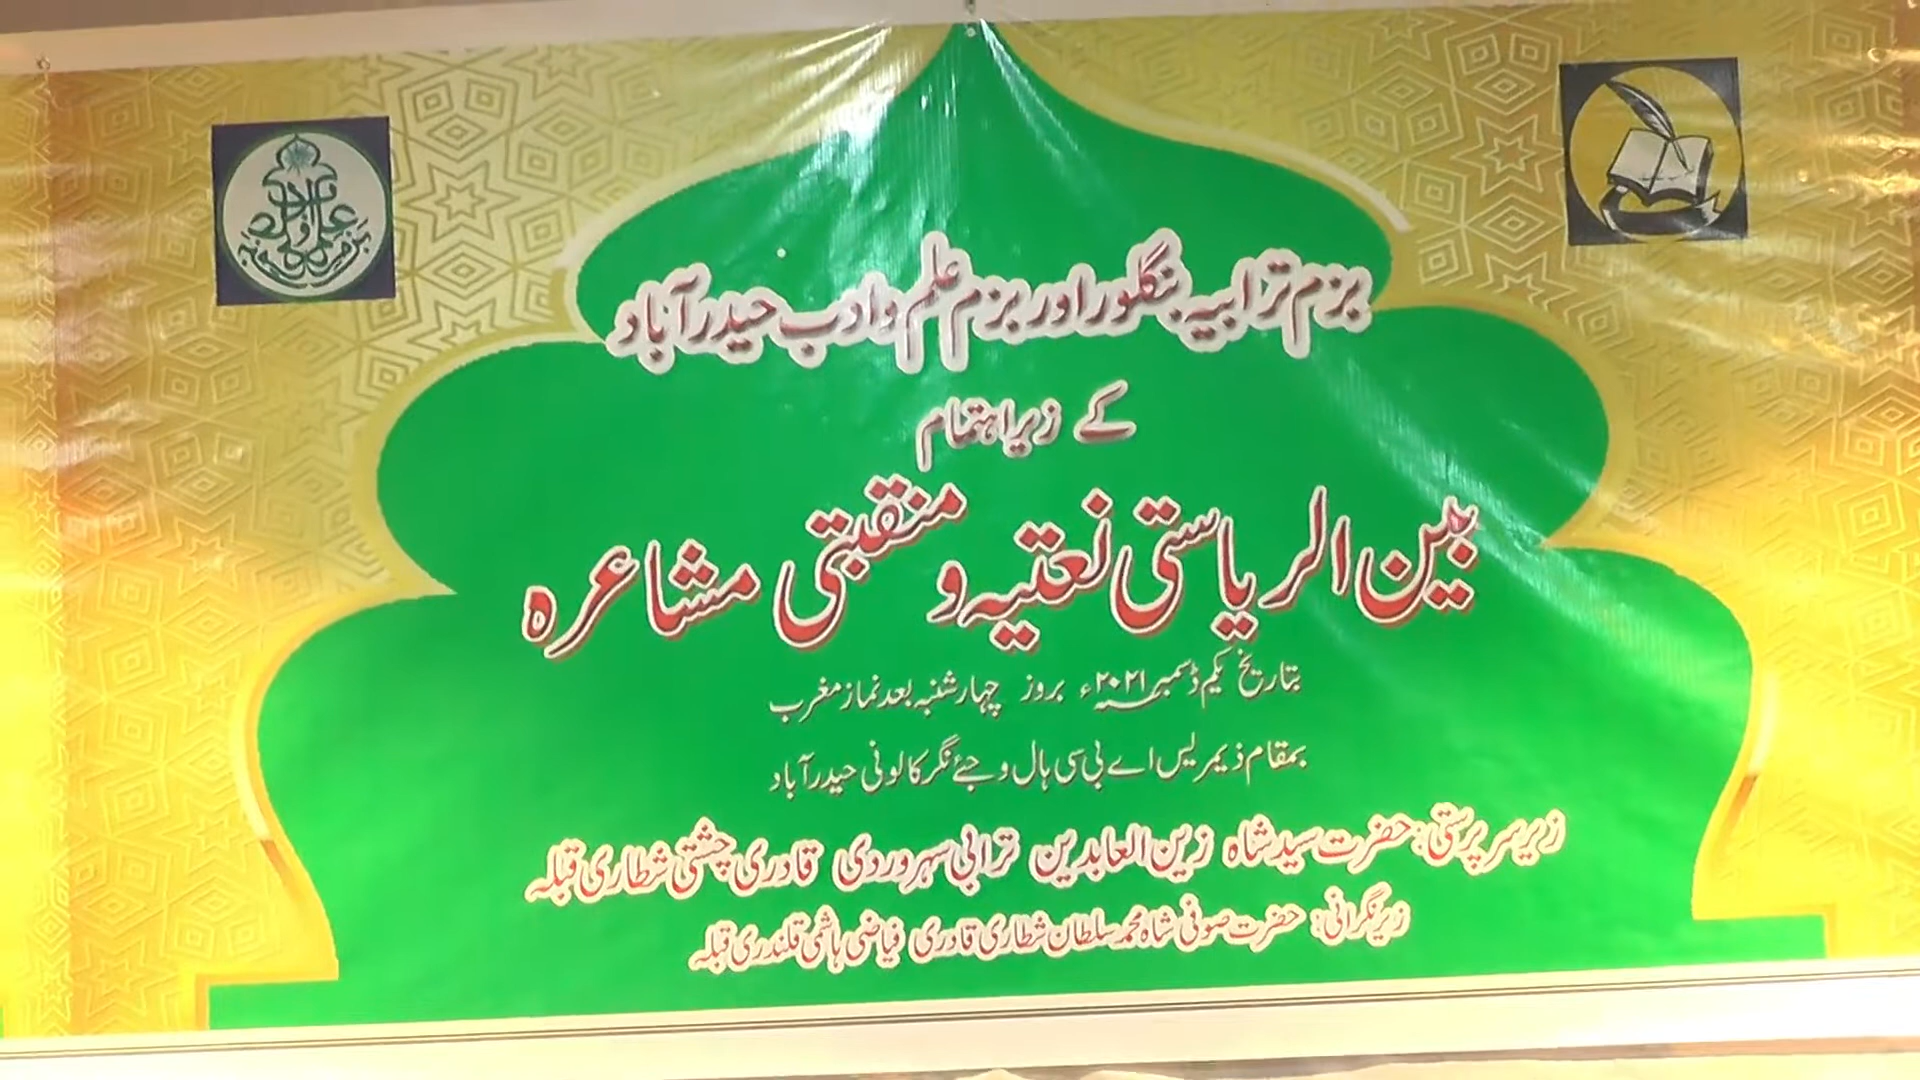 بزم ترابیہ بنگلور اور بزم علم و ادب حیدرآباد
کے زیر اہتمام
بین الریاستی نعتیہ و منقبتی مشاعرہ
بتاریخ یکم ڈسمبر ۲۰۲۱ء بروز چہارشنبہ بعد نماز مغرب
بمقام ذیمریس اے بی سی ہال وجئے نگر کالونی حیدرآباد
زیر سرپرستی: حضرت سید شاہ زین العابدین ترابی سہروردی قادری چشتی شطاری قبلہ
زیر نگرانی: حضرت صوفی شاہ محمد سلطان شطاری قادری فیاضی ہاشمی قلندری قبلہ